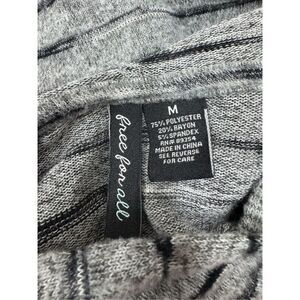 free for all
M
75% POLYESTER
20% RAYON
5% SPANDEX
RN# 89354
MADE IN CHINA
SEE REVERSE
FOR CARE